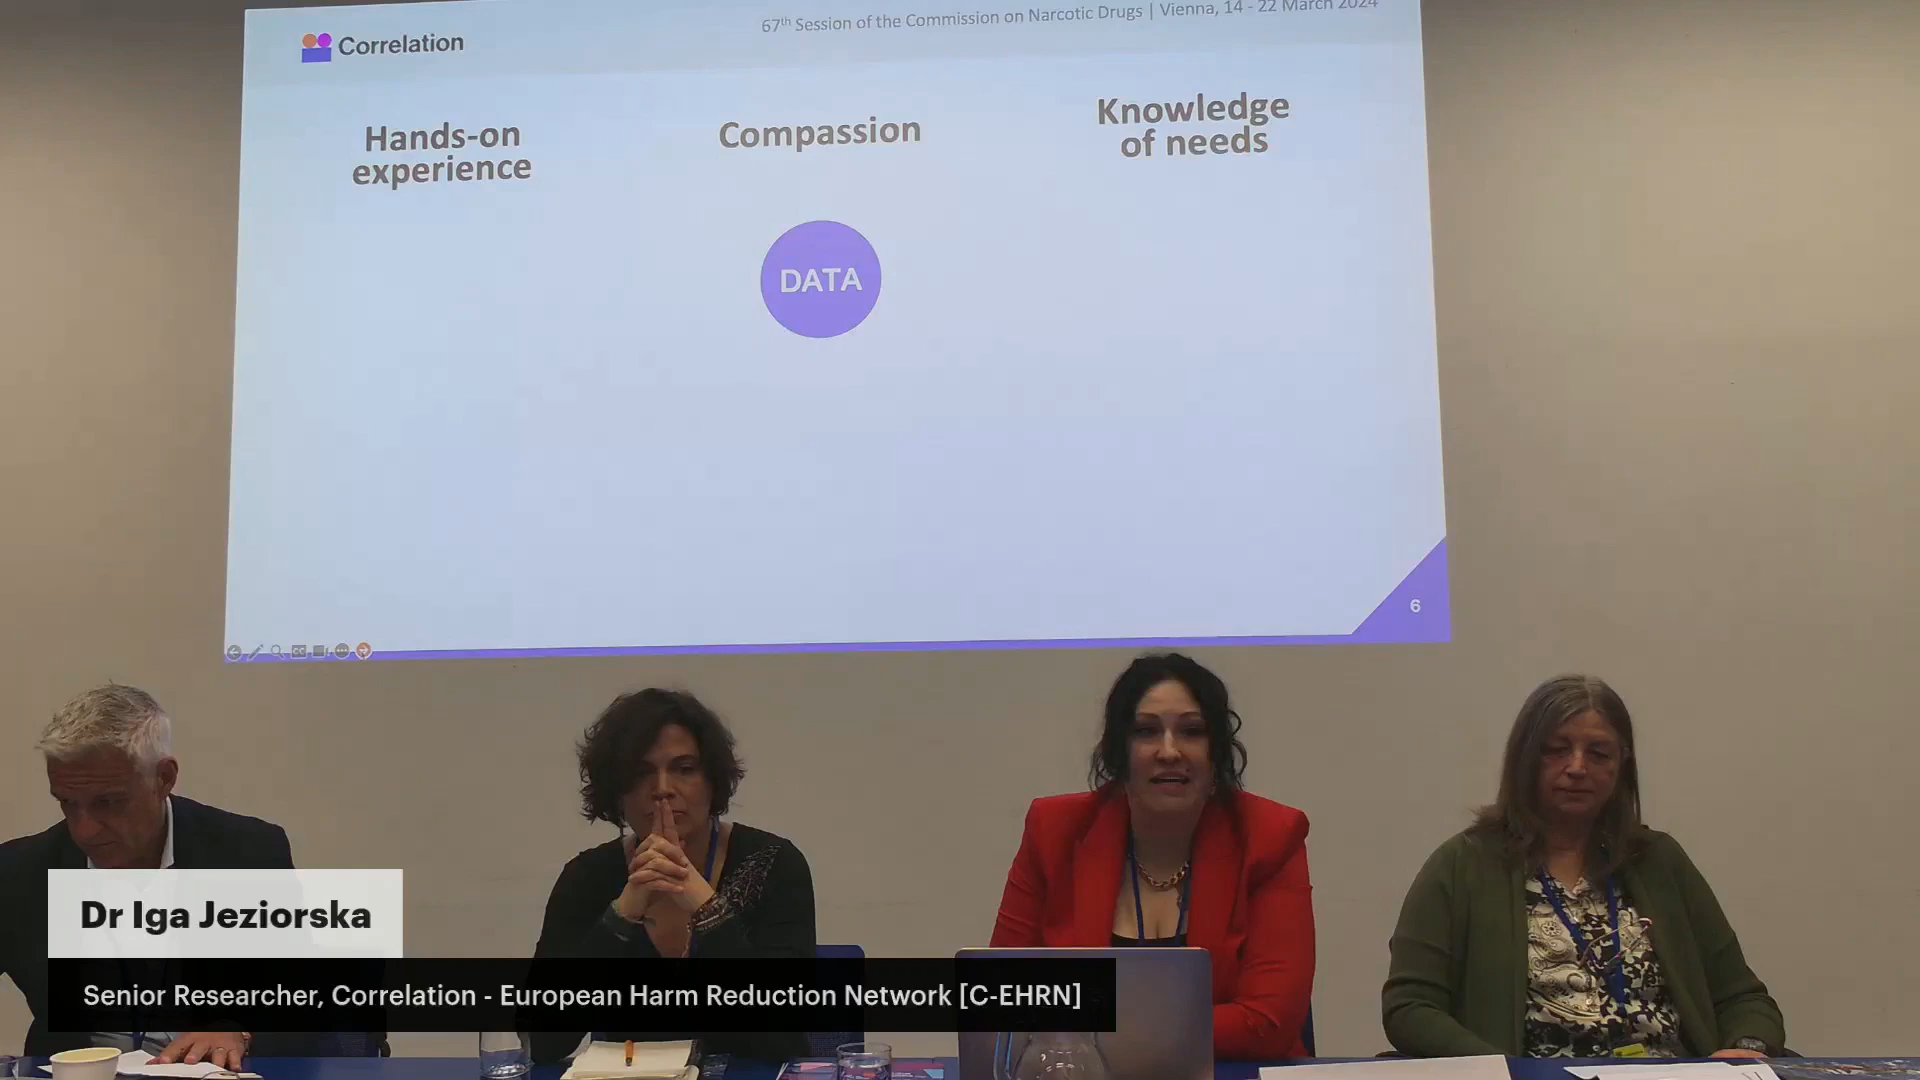 Correlation
67th Session of the Commission on Narcotic Drugs | Vienna, 14 - 22 March 2024
Hands-on
experience
Compassion
Knowledge
of needs
DATA
6
Dr Iga Jeziorska
Senior Researcher, Correlation - European Harm Reduction Network [C-EHRN]